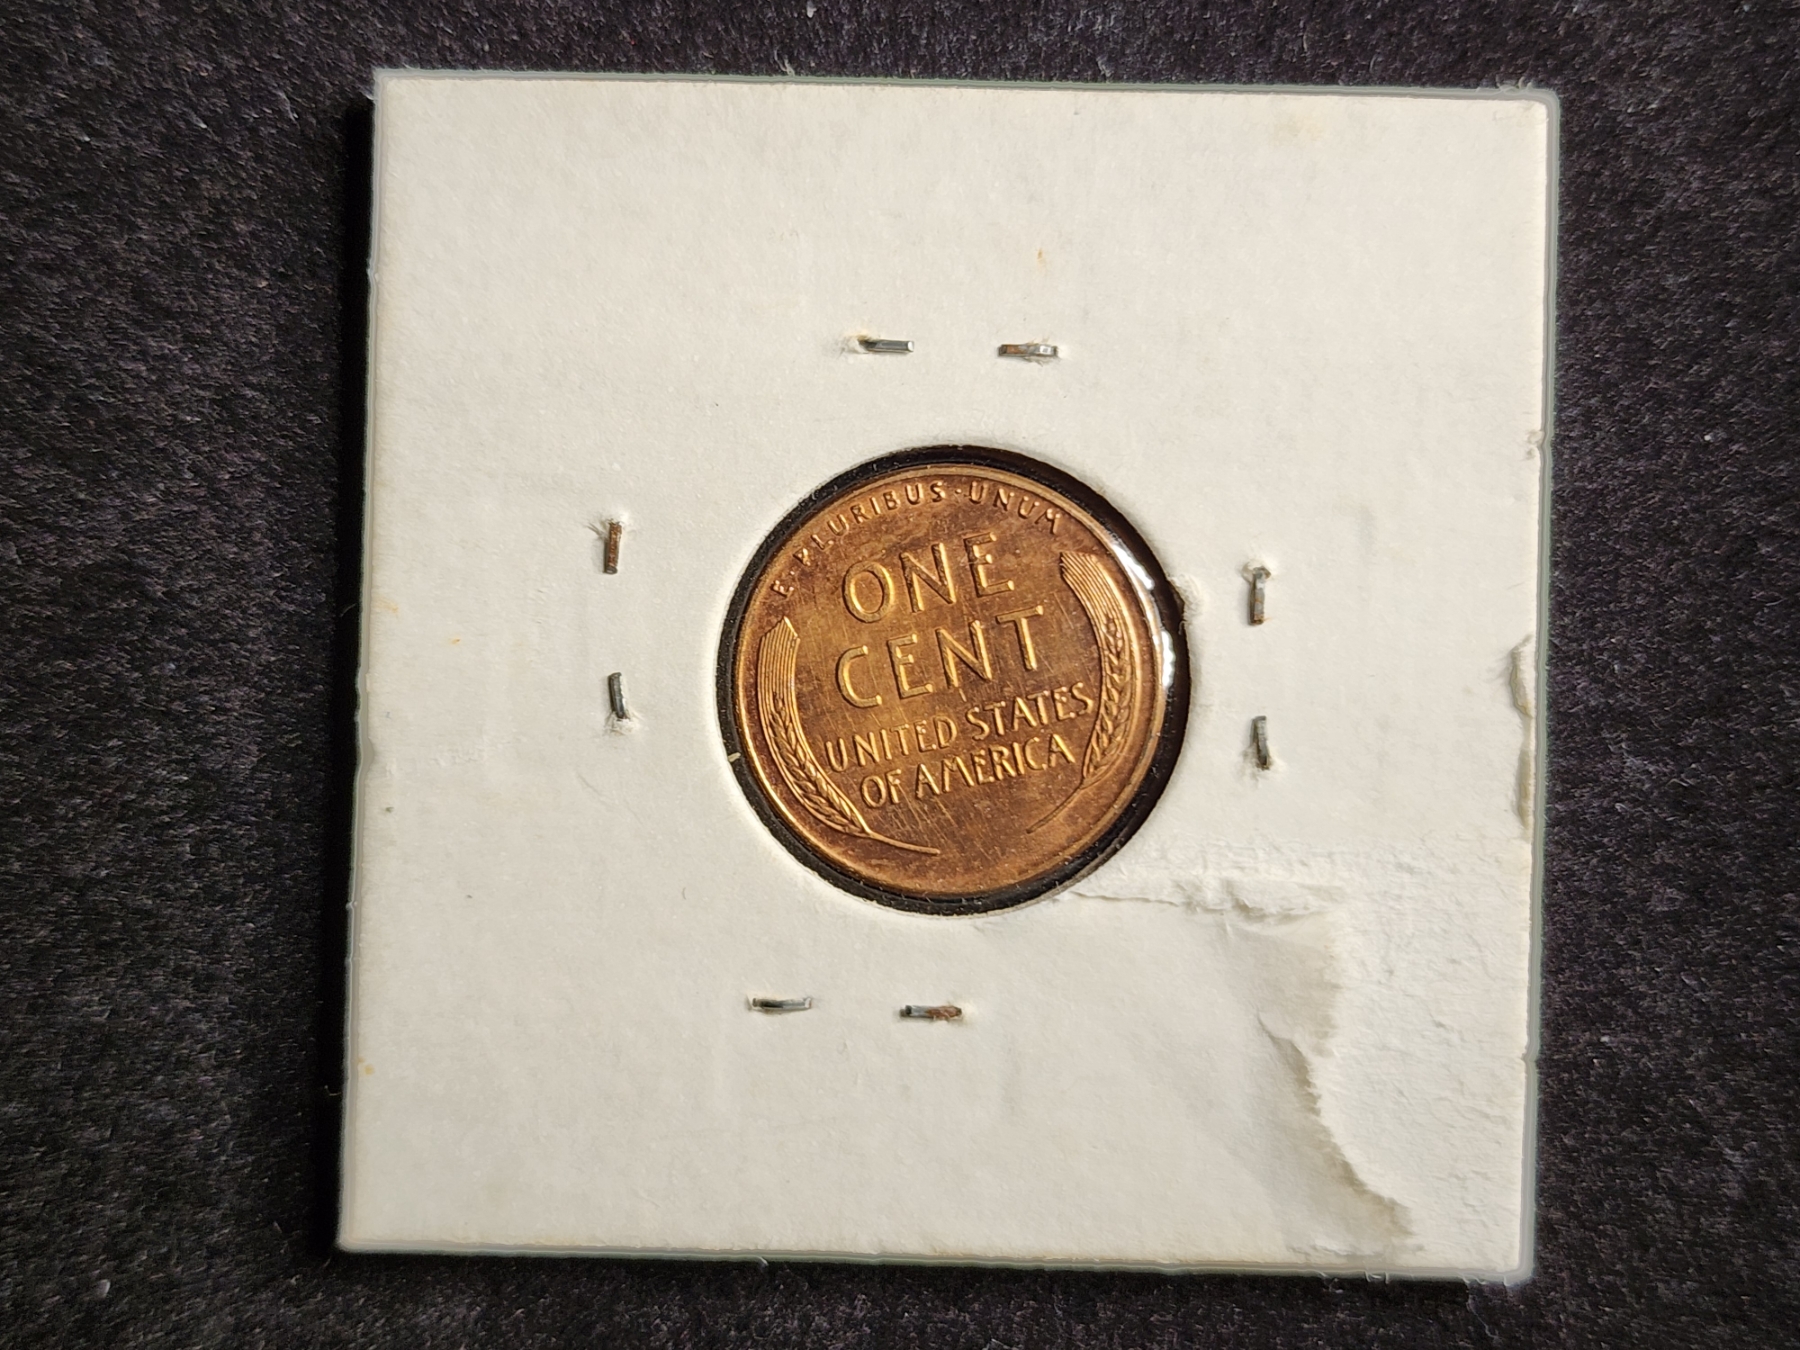 E·PLURIBUS·UNUM
ONE
CENT
UNITED STATES
OF AMERICA